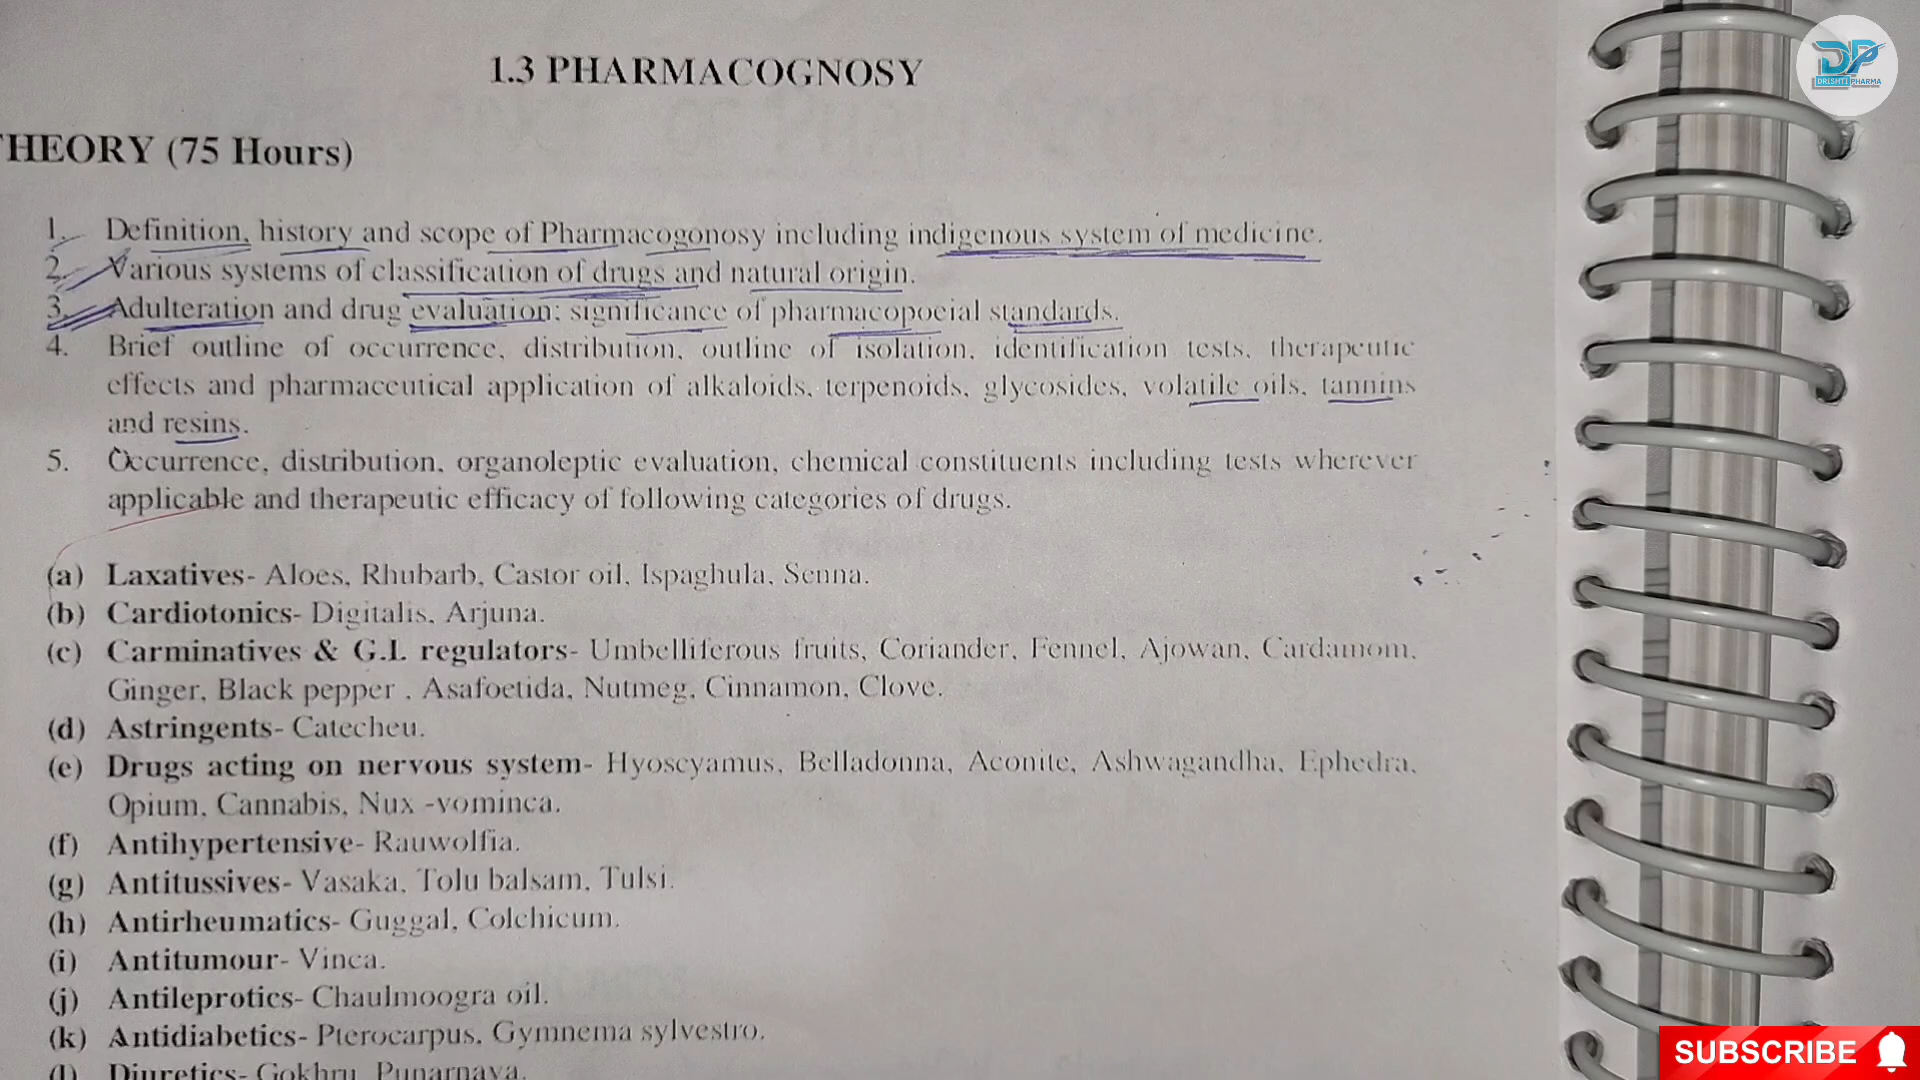 DP
DRISHTI PHARMA
1.3 PHARMACOGNOSY
THEORY (75 Hours)
1. Definition, history and scope of Pharmacogonosy including indigenous system of medicine.
2. Various systems of classification of drugs and natural origin.
3. Adulteration and drug evaluation; significance of pharmacopoeial standards.
4. Brief outline of occurrence, distribution, outline of isolation, identification tests, therapeutic
effects and pharmaceutical application of alkaloids, terpenoids, glycosides, volatile oils, tannins
and resins.
5. Occurrence, distribution, organoleptic evaluation, chemical constituents including tests wherever
applicable and therapeutic efficacy of following categories of drugs.
(a) Laxatives- Aloes, Rhubarb, Castor oil, Ispaghula, Senna.
(b) Cardiotonics- Digitalis, Arjuna.
(c) Carminatives & G.I. regulators- Umbelliferous fruits, Coriander, Fennel, Ajowan, Cardamom,
Ginger, Black pepper , Asafoetida, Nutmeg, Cinnamon, Clove.
(d) Astringents- Catecheu.
(e) Drugs acting on nervous system- Hyoscyamus, Belladonna, Aconite, Ashwagandha, Ephedra,
Opium, Cannabis, Nux -vominca.
(f) Antihypertensive- Rauwolfia.
(g) Antitussives- Vasaka, Tolu balsam, Tulsi.
(h) Antirheumatics- Guggal, Colchicum.
(i) Antitumour- Vinca.
(j) Antileprotics- Chaulmoogra oil.
(k) Antidiabetics- Pterocarpus, Gymnema sylvestro.
(l) Diuretics- Gokhru, Punarnava.
SUBSCRIBE